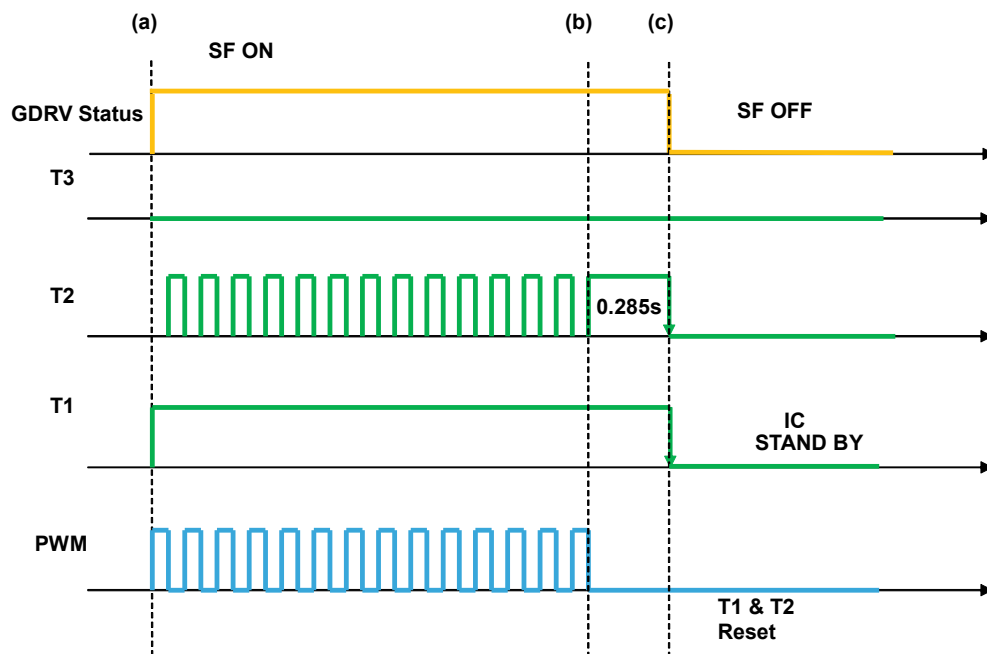 (a)
(b)
(c)
SF ON
GDRV Status
SF OFF
T3
T2
0.285s
T1
IC
STAND BY
PWM
T1 & T2
Reset